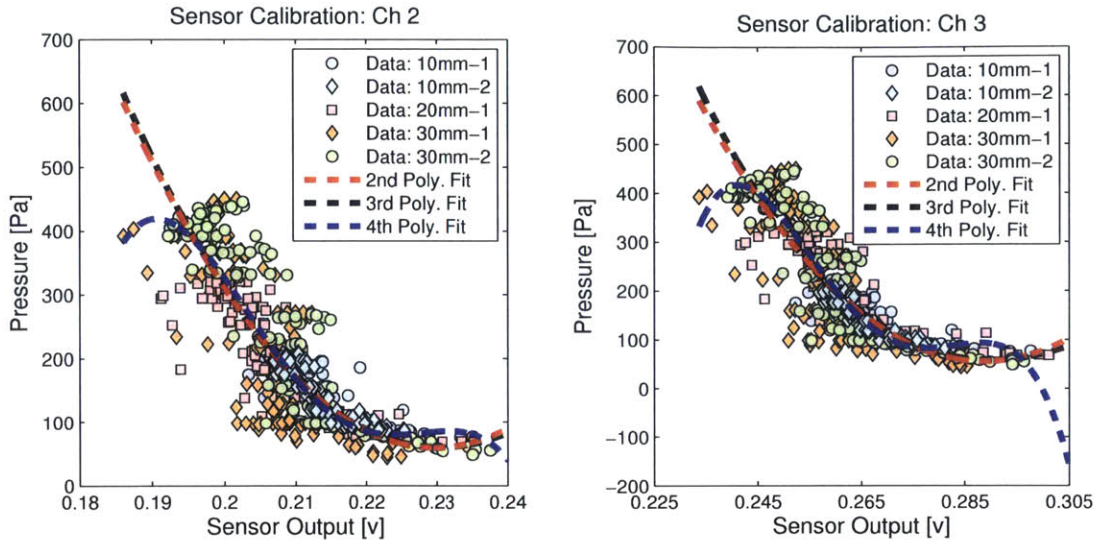 Sensor Calibration: Ch 2
700
600
500
400
300
200
100
0
Pressure [Pa]
0.18
0.19
0.2
0.21
0.22
0.23
0.24
Sensor Output [v]
Data: 10mm-1
Data: 10mm-2
Data: 20mm-1
Data: 30mm-1
Data: 30mm-2
2nd Poly. Fit
3rd Poly. Fit
4th Poly. Fit
Sensor Calibration: Ch 3
700
600
500
400
300
200
100
0
-100
-200
Pressure [Pa]
0.225
0.245
0.265
0.285
0.305
Sensor Output [v]
Data: 10mm-1
Data: 10mm-2
Data: 20mm-1
Data: 30mm-1
Data: 30mm-2
2nd Poly. Fit
3rd Poly. Fit
4th Poly. Fit